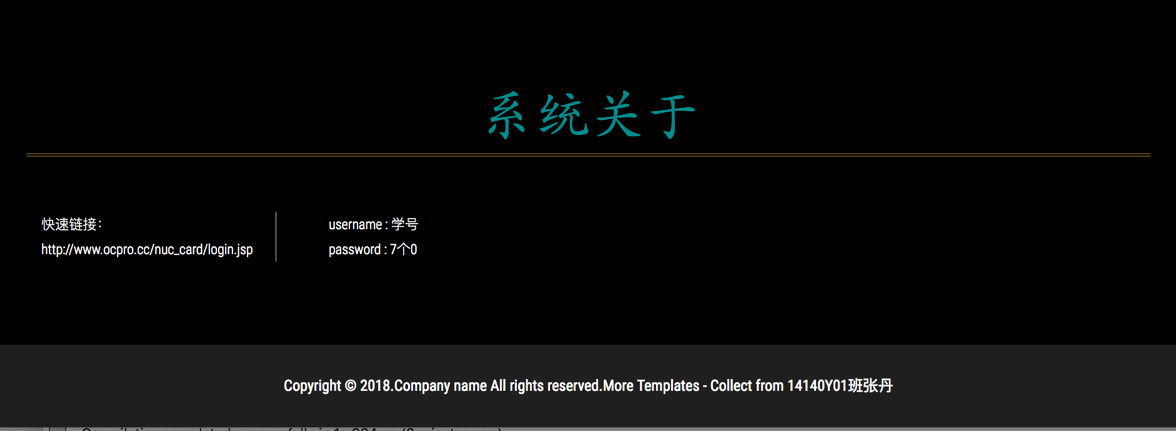 系统关于
快速链接：
http://www.ocpro.cc/nuc_card/login.jsp
username : 学号
password : 7个0
Copyright © 2018.Company name All rights reserved.More Templates - Collect from 14140Y01班张丹